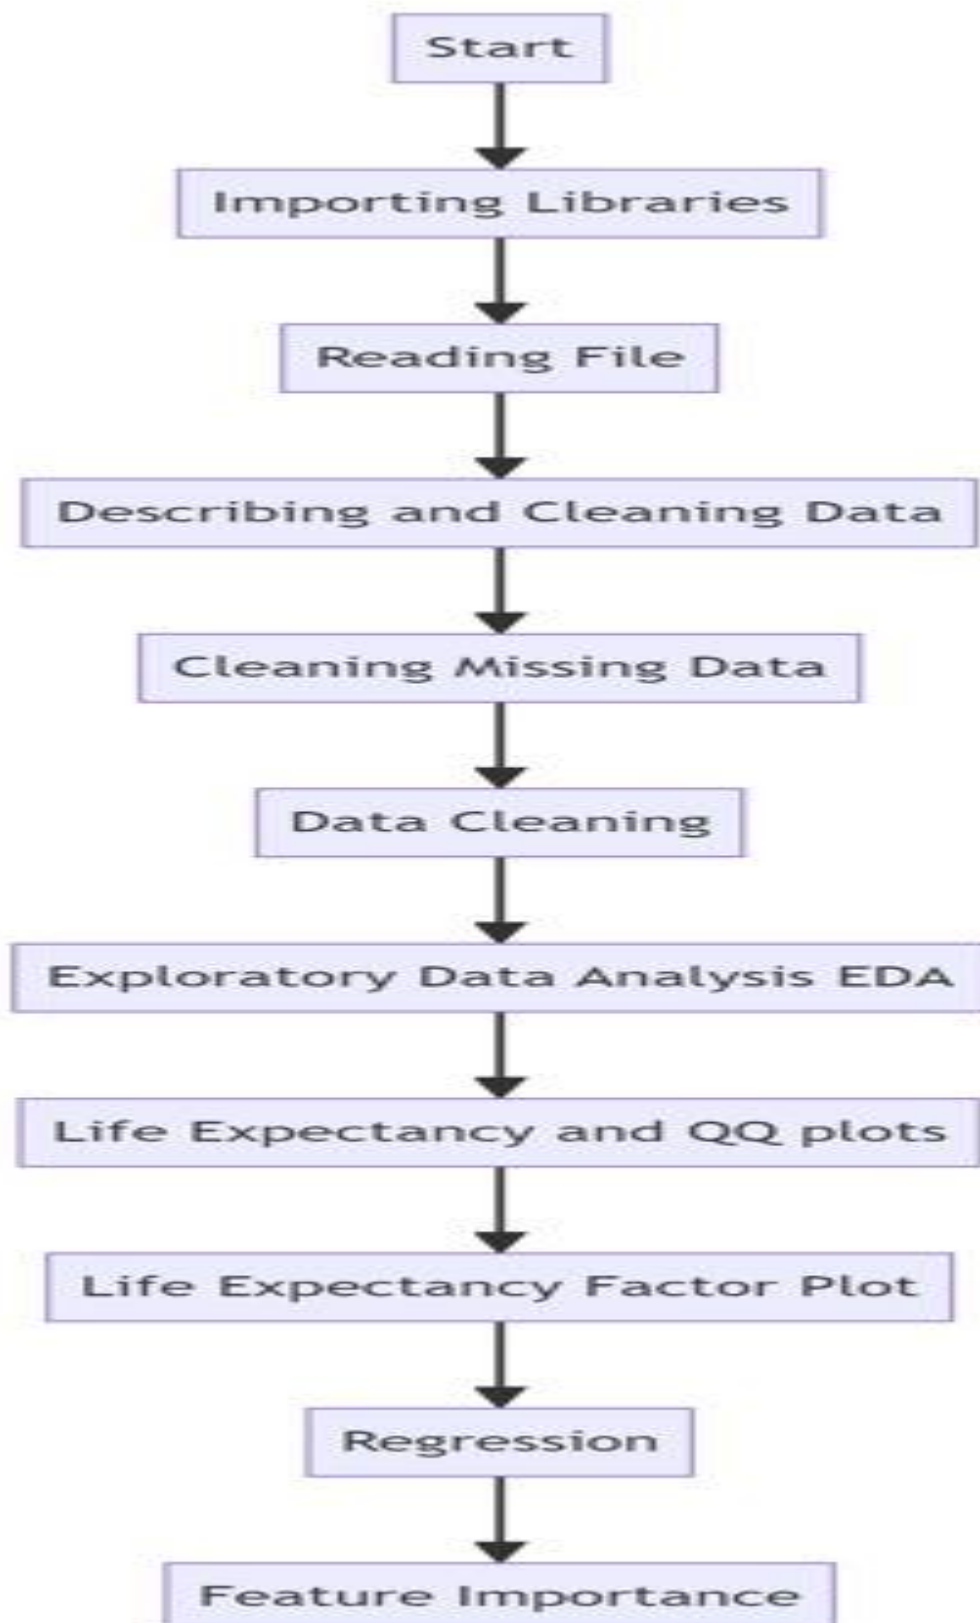 Start
Importing Libraries
Reading File
Describing and Cleaning Data
Cleaning Missing Data
Data Cleaning
Exploratory Data Analysis EDA
Life Expectancy and QQ plots
Life Expectancy Factor Plot
Regression
Feature Importance